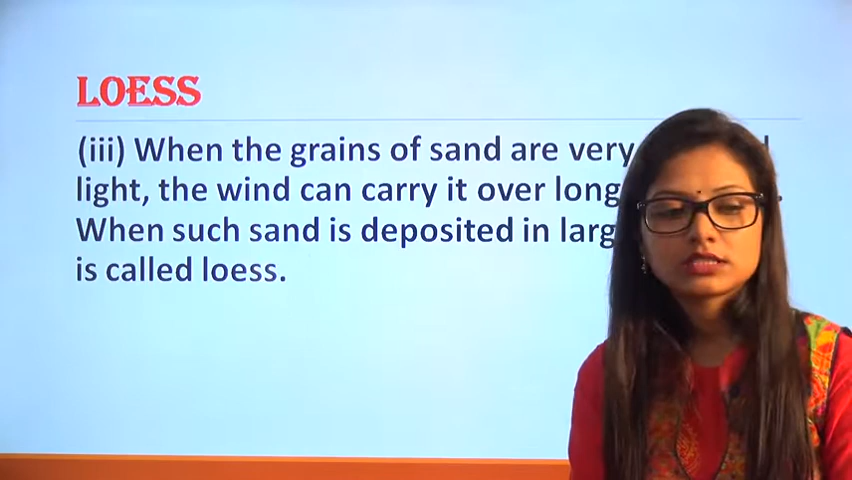 LOESS
(iii) When the grains of sand are very
light, the wind can carry it over long
When such sand is deposited in
is called loess.